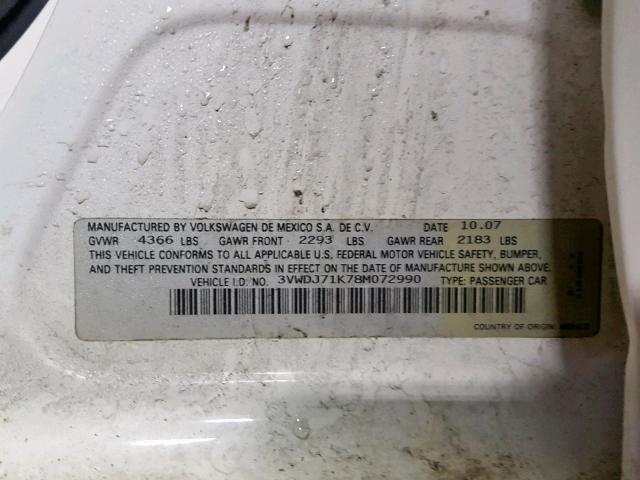 MANUFACTURED BY VOLKSWAGEN DE MEXICO S.A. DE C.V. DATE 10.07
GVWR 4366 LBS GAWR FRONT 2293 LBS GAWR REAR 2183 LBS
THIS VEHICLE CONFORMS TO ALL APPLICABLE U.S. FEDERAL MOTOR VEHICLE SAFETY, BUMPER,
AND THEFT PREVENTION STANDARDS IN EFFECT ON THE DATE OF MANUFACTURE SHOWN ABOVE.
VEHICLE I.D. NO. 3VWDJ71K78M072990 TYPE: PASSENGER CAR
COUNTRY OF ORIGIN: MEXICO